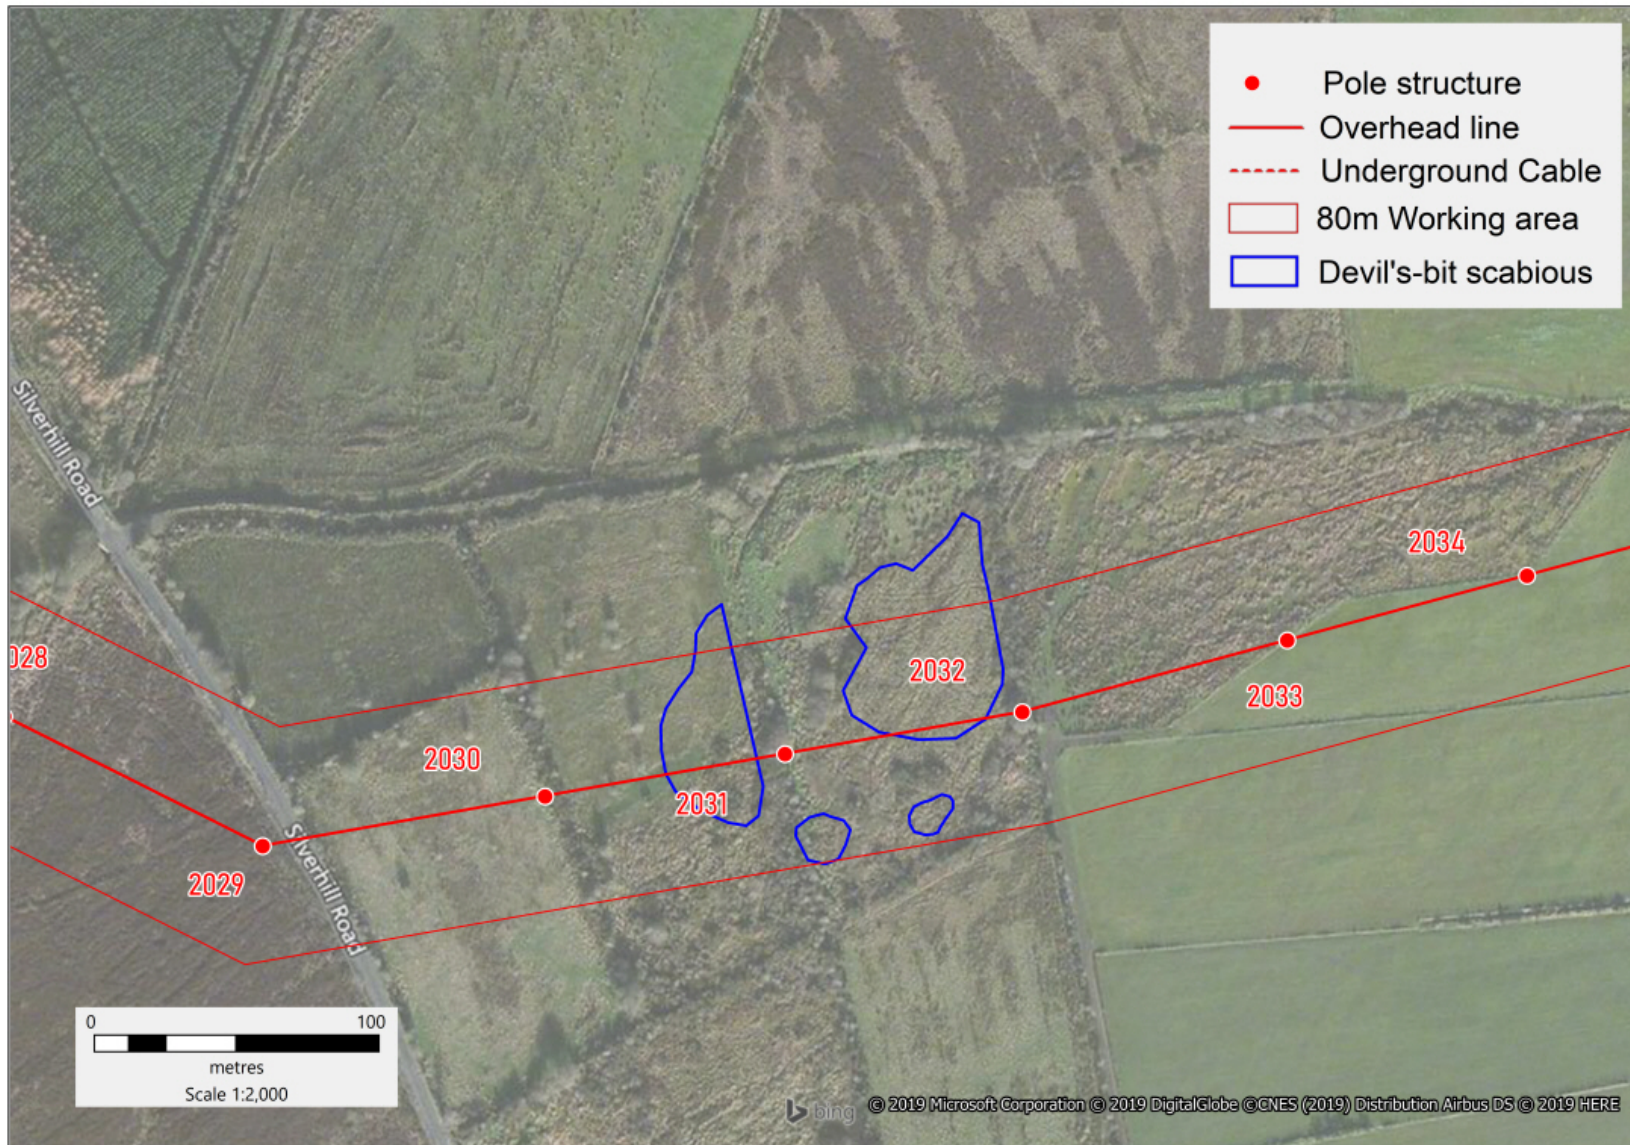 Pole structure
Overhead line
Underground Cable
80m Working area
Devil's-bit scabious
Silverhill Road
2034
028
2032
2033
2030
2031
2029
Silverhill Road
0 100
metres
Scale 1:2,000
bing
© 2019 Microsoft Corporation © 2019 DigitalGlobe ©CNES (2019) Distribution Airbus DS © 2019 HERE